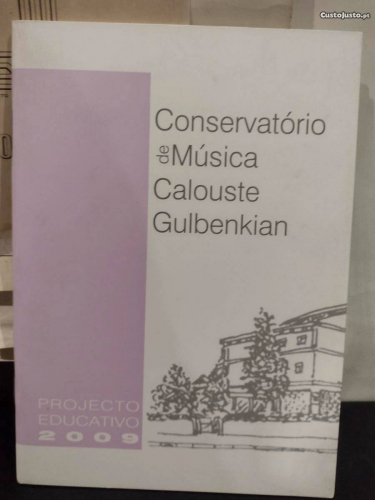 CustoJusto.pt
Conservatório
de Música
Calouste
Gulbenkian
PROJECTO
EDUCATIVO
2009